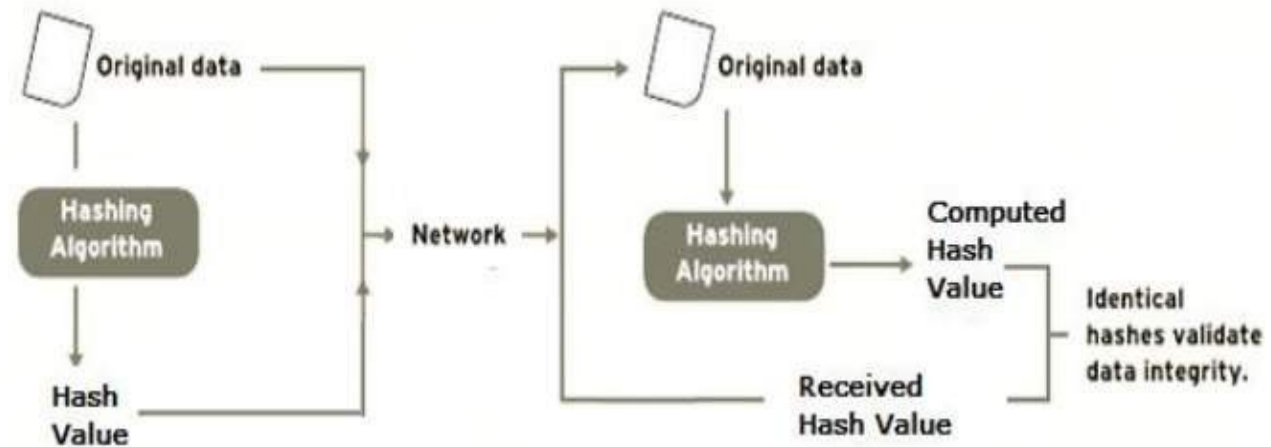 Original data
Hashing
Algorithm
Hash
Value
Network
Original data
Hashing
Algorithm
Computed
Hash
Value
Received
Hash Value
Identical
hashes validate
data integrity.